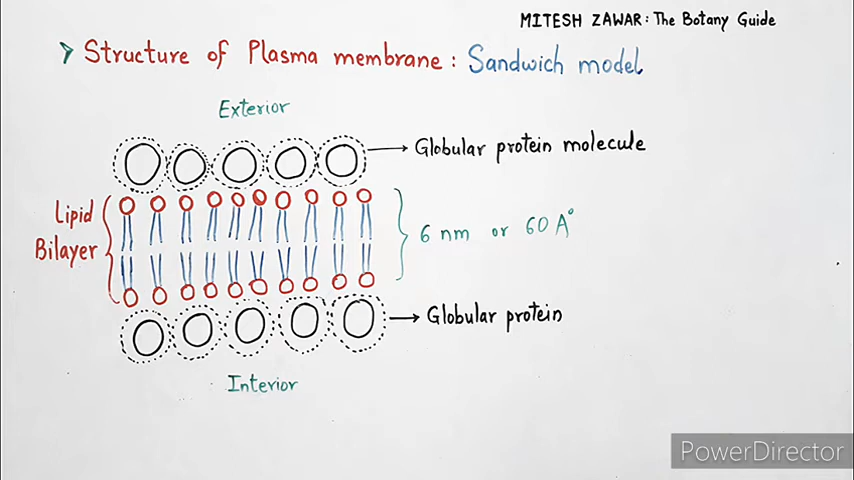 MITESH ZAWAR: The Botany Guide
Structure of Plasma membrane: Sandwich model
Exterior
Globular protein molecule
Lipid
Bilayer
6 nm or 60 A°
Globular protein
Interior
PowerDirector